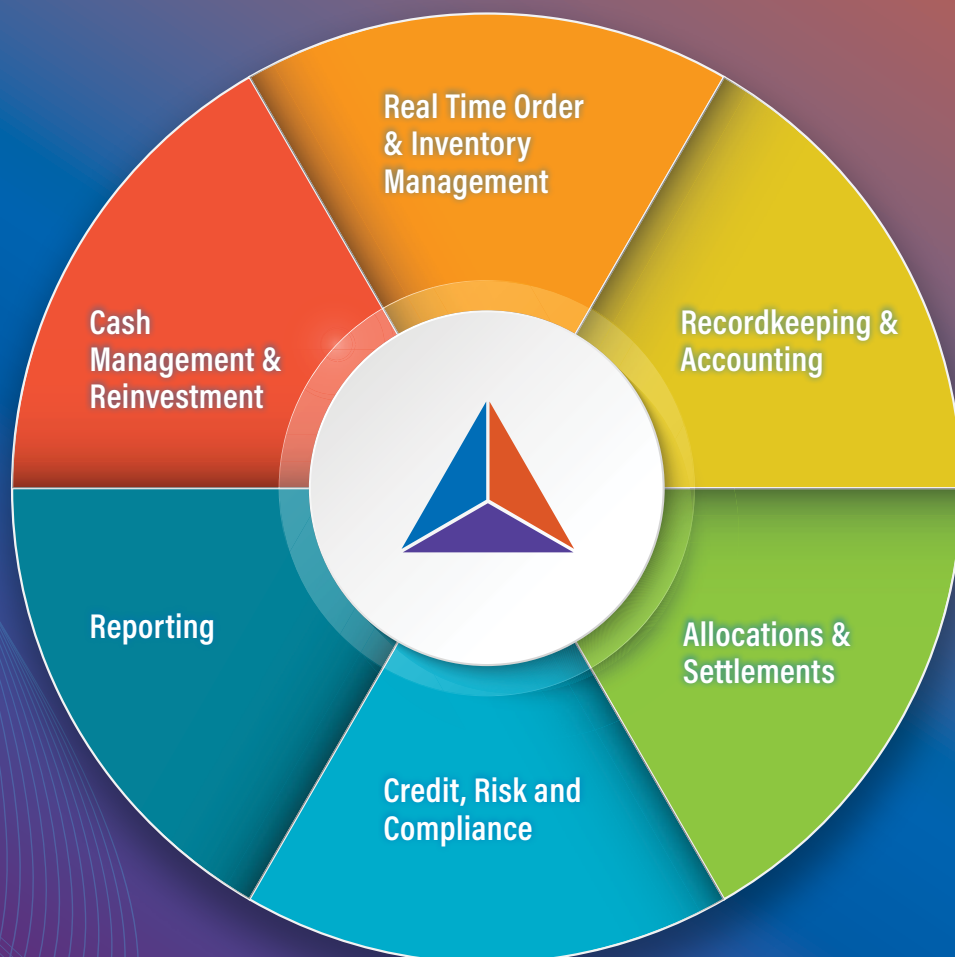 Real Time Order
& Inventory
Management
Recordkeeping &
Accounting
Allocations &
Settlements
Credit, Risk and
Compliance
Reporting
Cash
Management &
Reinvestment